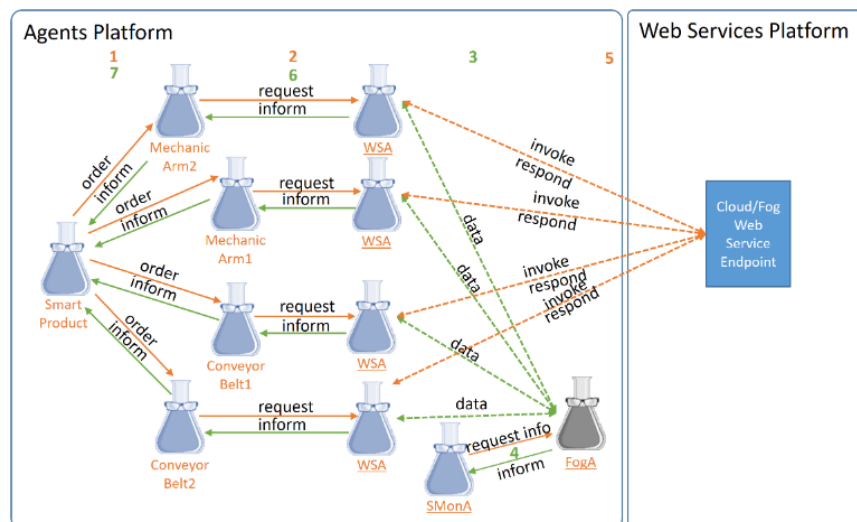 Agents Platform
Web Services Platform
1
7
2
6
3
5
request
inform
Mechanic
Arm2
WSA
order
inform
invoke
respond
order
inform
request
inform
Mechanic
Arm1
WSA
invoke
respond
data
Cloud/Fog
Web
Service
Endpoint
Smart
Product
order
inform
request
inform
Conveyor
Belt1
WSA
data
invoke
respond
invoke
respond
order
inform
data
request
inform
Conveyor
Belt2
WSA
data
request info
4
inform
SMonA
FogA